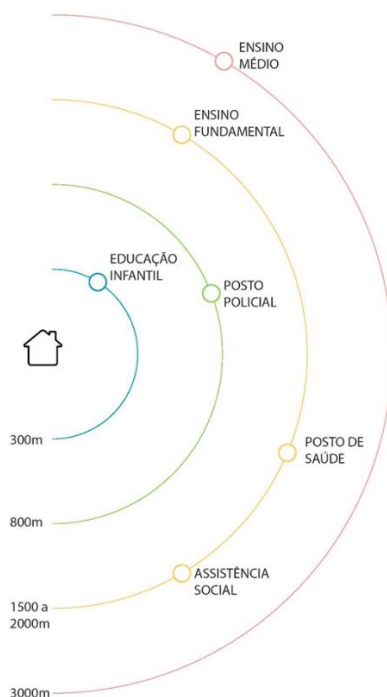 ENSINO
MÉDIO
ENSINO
FUNDAMENTAL
EDUCAÇÃO
INFANTIL
POSTO
POLICIAL
300m
POSTO DE
SAÚDE
800m
ASSISTÊNCIA
SOCIAL
1500 a
2000m
3000m